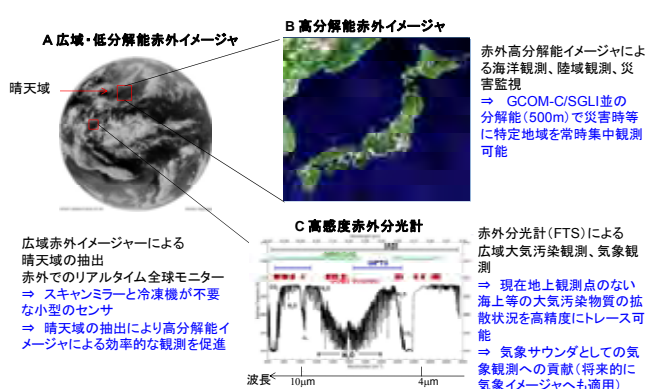 A 広域・低分解能赤外イメージャ
晴天域
B 高分解能赤外イメージャ
赤外高分解能イメージャによ
る海洋観測、陸域観測、災
害監視
⇒ GCOM-C/SGLI並の
分解能(500m)で災害時等
に特定地域を常時集中観測
可能
広域赤外イメージャーによる
晴天域の抽出
赤外でのリアルタイム全球モニター
⇒ スキャンミラーと冷凍機が不要
な小型のセンサ
⇒ 晴天域の抽出により高分解能イ
メージャによる効率的な観測を促進
C 高感度赤外分光計
波長
10μm
4μm
赤外分光計(FTS)による
広域大気汚染観測、気象観
測
⇒ 現在地上観測点のない
海上等の大気汚染物質の拡
散状況を高精度にトレース可
能
⇒ 気象サウンダとしての気
象観測への貢献(将来的に
気象イメージャへも適用)